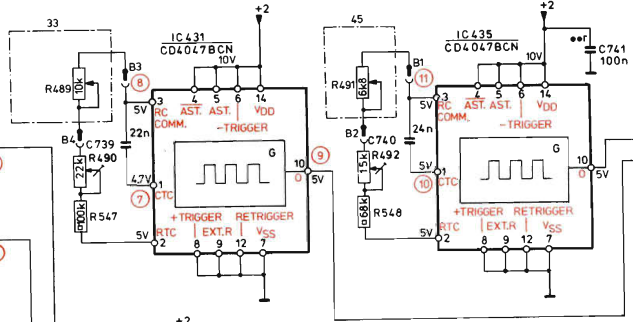 +2
+2
33
IC431
CD4047BCN
45
IC435
CD4047BCN
C741
100n
R489
10k
B3
8
10V
4 5 6 14
AST. AST. VDD
-TRIGGER
3
5V
RC
COMM.
22n
B4
C739
R490
22k
4.7V
1
7
CTC
G
10
9
O
5V
R547
100k
+TRIGGER RETRIGGER
EXT.R VSS
RTC
5V
2
8 9 12 7
R491
6k8
B1
11
10V
4 5 6 14
AST. AST. VDD
-TRIGGER
3
5V
RC
COMM.
24n
B2
C740
R492
15k
5V
1
10
CTC
G
10
O
5V
R548
68k
+TRIGGER RETRIGGER
EXT.R VSS
RTC
5V
2
8 9 12 7
+2